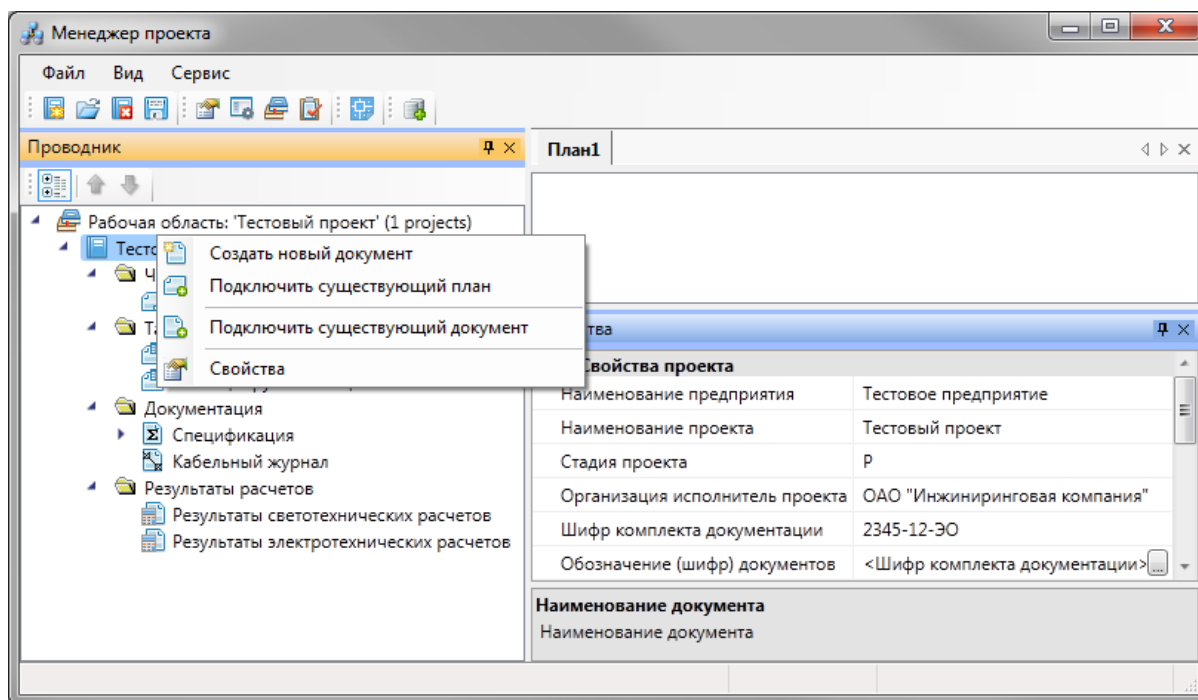 Менеджер проекта
Файл Вид Сервис
Проводник
План1
Рабочая область: 'Тестовый проект' (1 projects)
Создать новый документ
Подключить существующий план
Подключить существующий документ
Свойства
Документация
Спецификация
Кабельный журнал
Результаты расчетов
Результаты светотехнических расчетов
Результаты электротехнических расчетов
Свойства проекта
Наименование предприятия Тестовое предприятие
Наименование проекта Тестовый проект
Стадия проекта Р
Организация исполнитель проекта ОАО "Инжиниринговая компания"
Шифр комплекта документации 2345-12-ЭО
Обозначение (шифр) документов <Шифр комплекта документации> ...
Наименование документа
Наименование документа